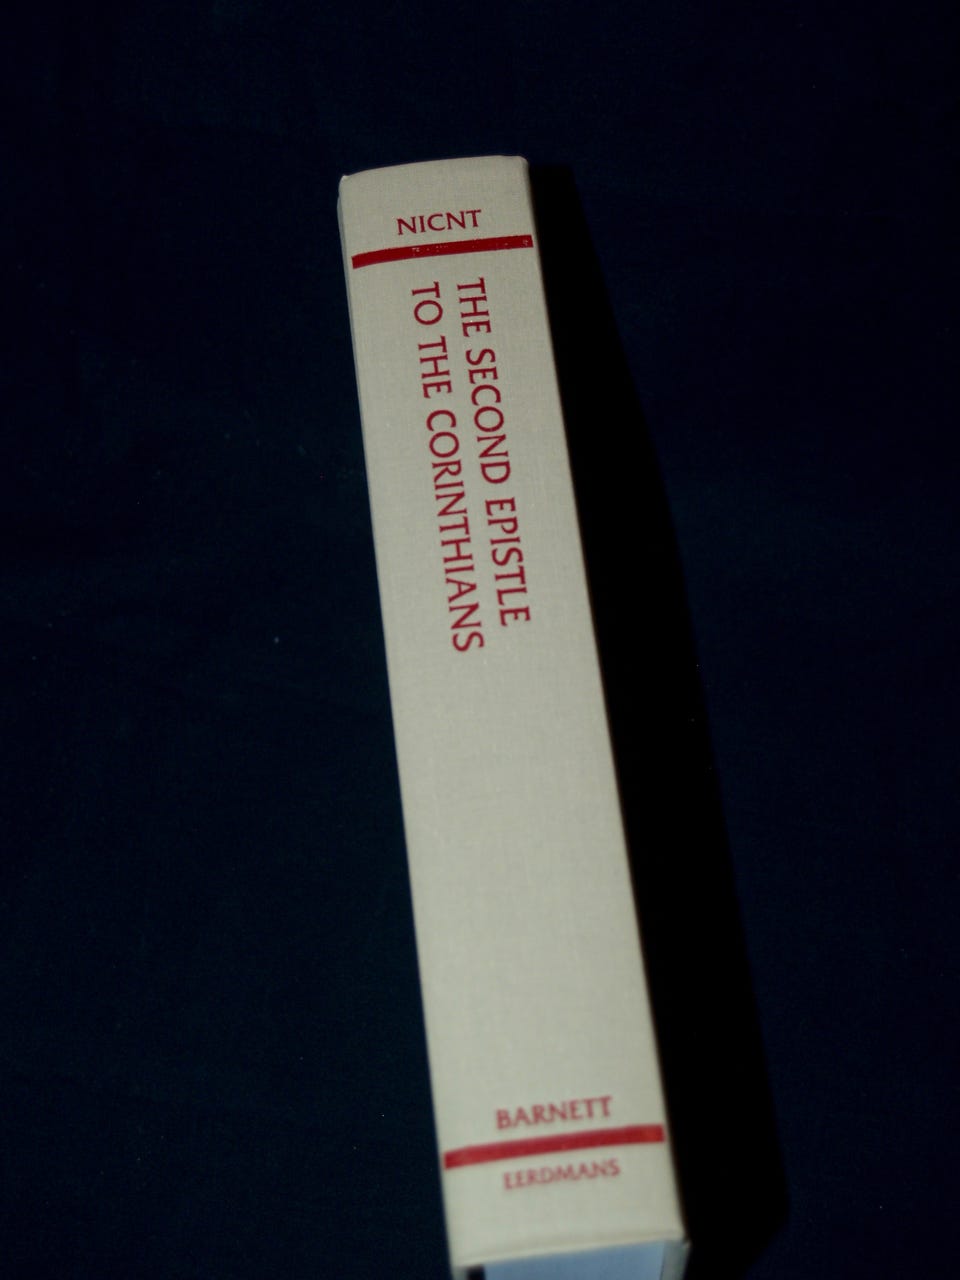 NICNT
THE SECOND EPISTLE
TO THE CORINTHIANS
BARNETT
EERDMANS